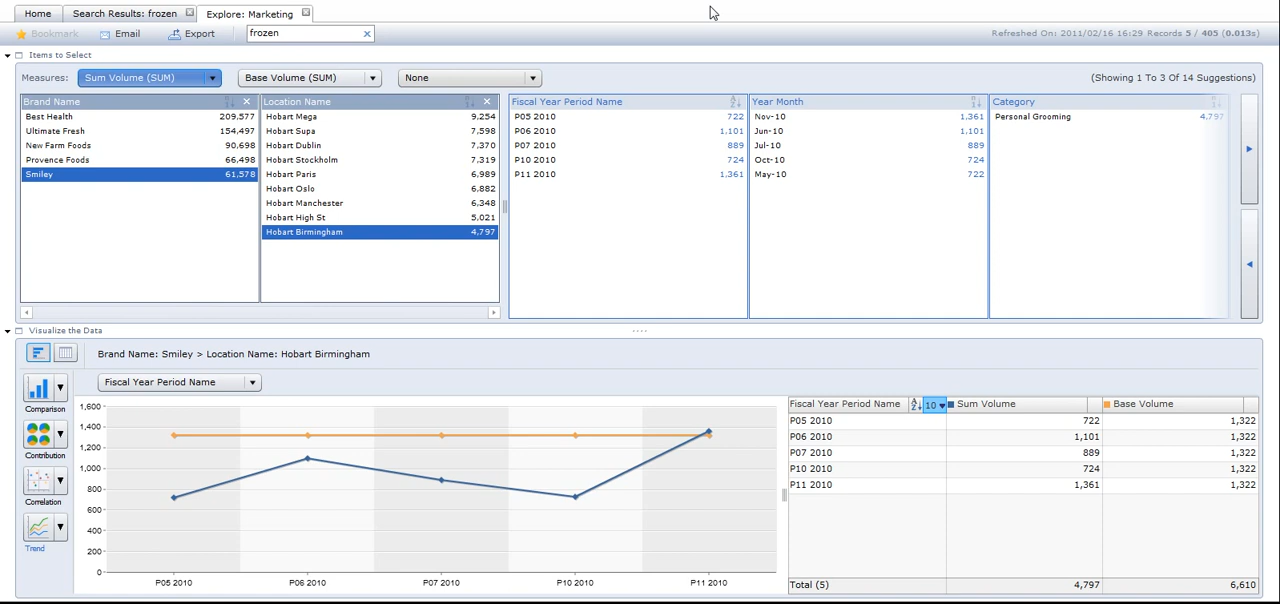 Home Search Results: frozen Explore: Marketing
Bookmark Email Export frozen Refreshed On: 2011/02/16 16:29 Records 5 / 405 (0.013s)
Items to Select
Measures: Sum Volume (SUM) Base Volume (SUM) None (Showing 1 To 3 Of 14 Suggestions)
Brand Name Location Name Fiscal Year Period Name Year Month Category
Best Health 209,577 Hobart Mega 9,254 P05 2010 722 Nov-10 1,361 Personal Grooming 4,797
Ultimate Fresh 154,497 Hobart Supa 7,598 P06 2010 1,101 Jun-10 1,101
New Farm Foods 90,698 Hobart Dublin 7,370 P07 2010 889 Jul-10 889
Provence Foods 66,498 Hobart Stockholm 7,319 P10 2010 724 Oct-10 724
Smiley 61,578 Hobart Paris 6,989 P11 2010 1,361 May-10 722
Hobart Oslo 6,882
Hobart Manchester 6,348
Hobart High St 5,021
Hobart Birmingham 4,797
Visualize the Data
Brand Name: Smiley > Location Name: Hobart Birmingham
Fiscal Year Period Name
Comparison
Contribution
Correlation
Trend
1,600
1,400
1,200
1,000
800
600
400
200
0
P05 2010 P06 2010 P07 2010 P10 2010 P11 2010
Fiscal Year Period Name AZ 10 Sum Volume Base Volume
P05 2010 722 1,322
P06 2010 1,101 1,322
P07 2010 889 1,322
P10 2010 724 1,322
P11 2010 1,361 1,322
Total (5) 4,797 6,610